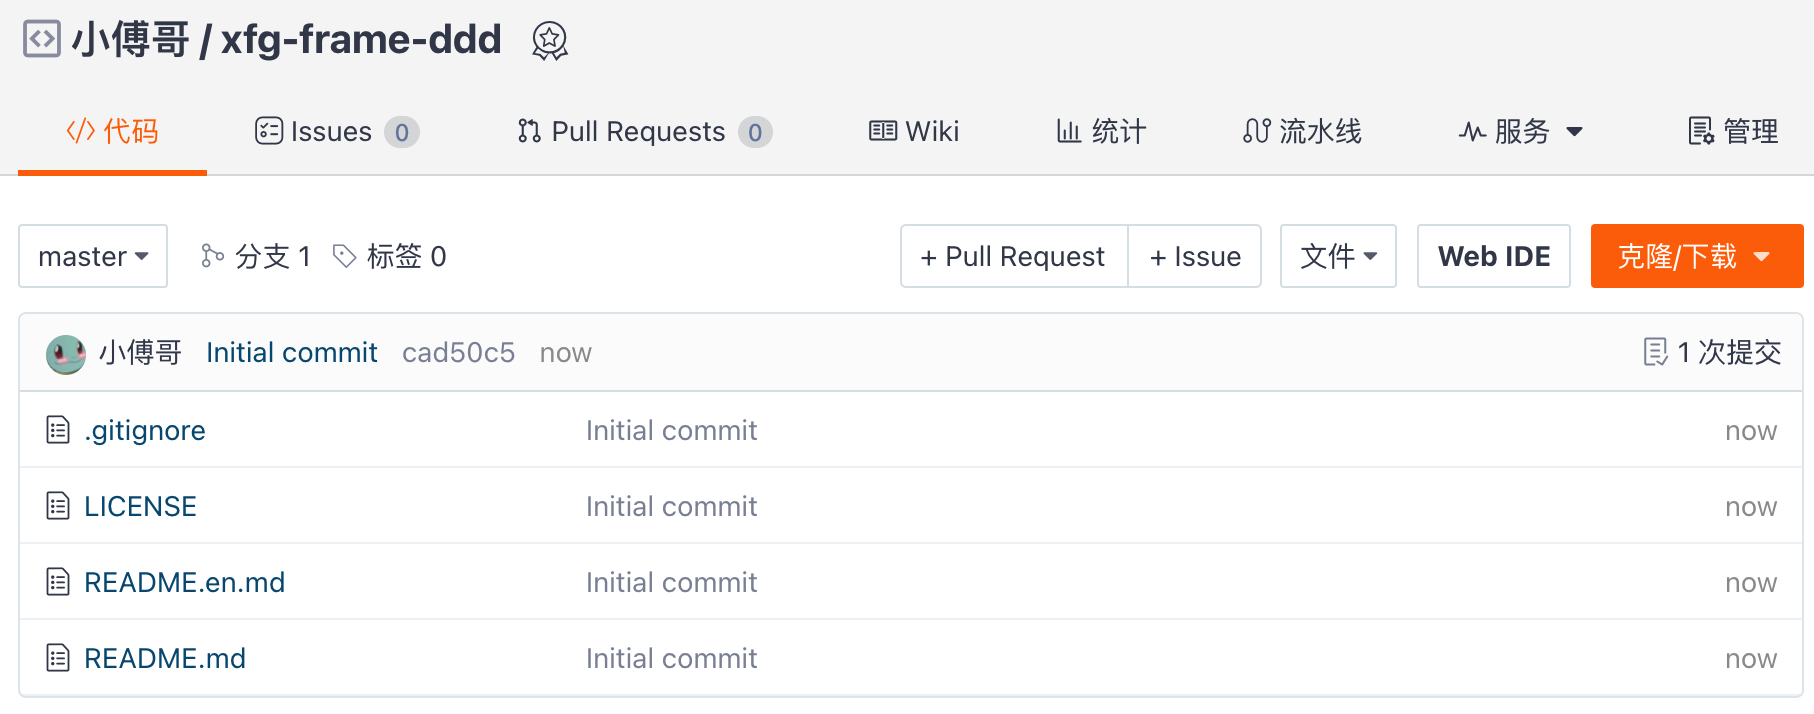 小傅哥 / xfg-frame-ddd
代码 Issues 0 Pull Requests 0 Wiki 统计 流水线 服务 管理
master 分支 1 标签 0 + Pull Request + Issue 文件 Web IDE 克隆/下载
小傅哥 Initial commit cad50c5 now 1 次提交
.gitignore Initial commit now
LICENSE Initial commit now
README.en.md Initial commit now
README.md Initial commit now